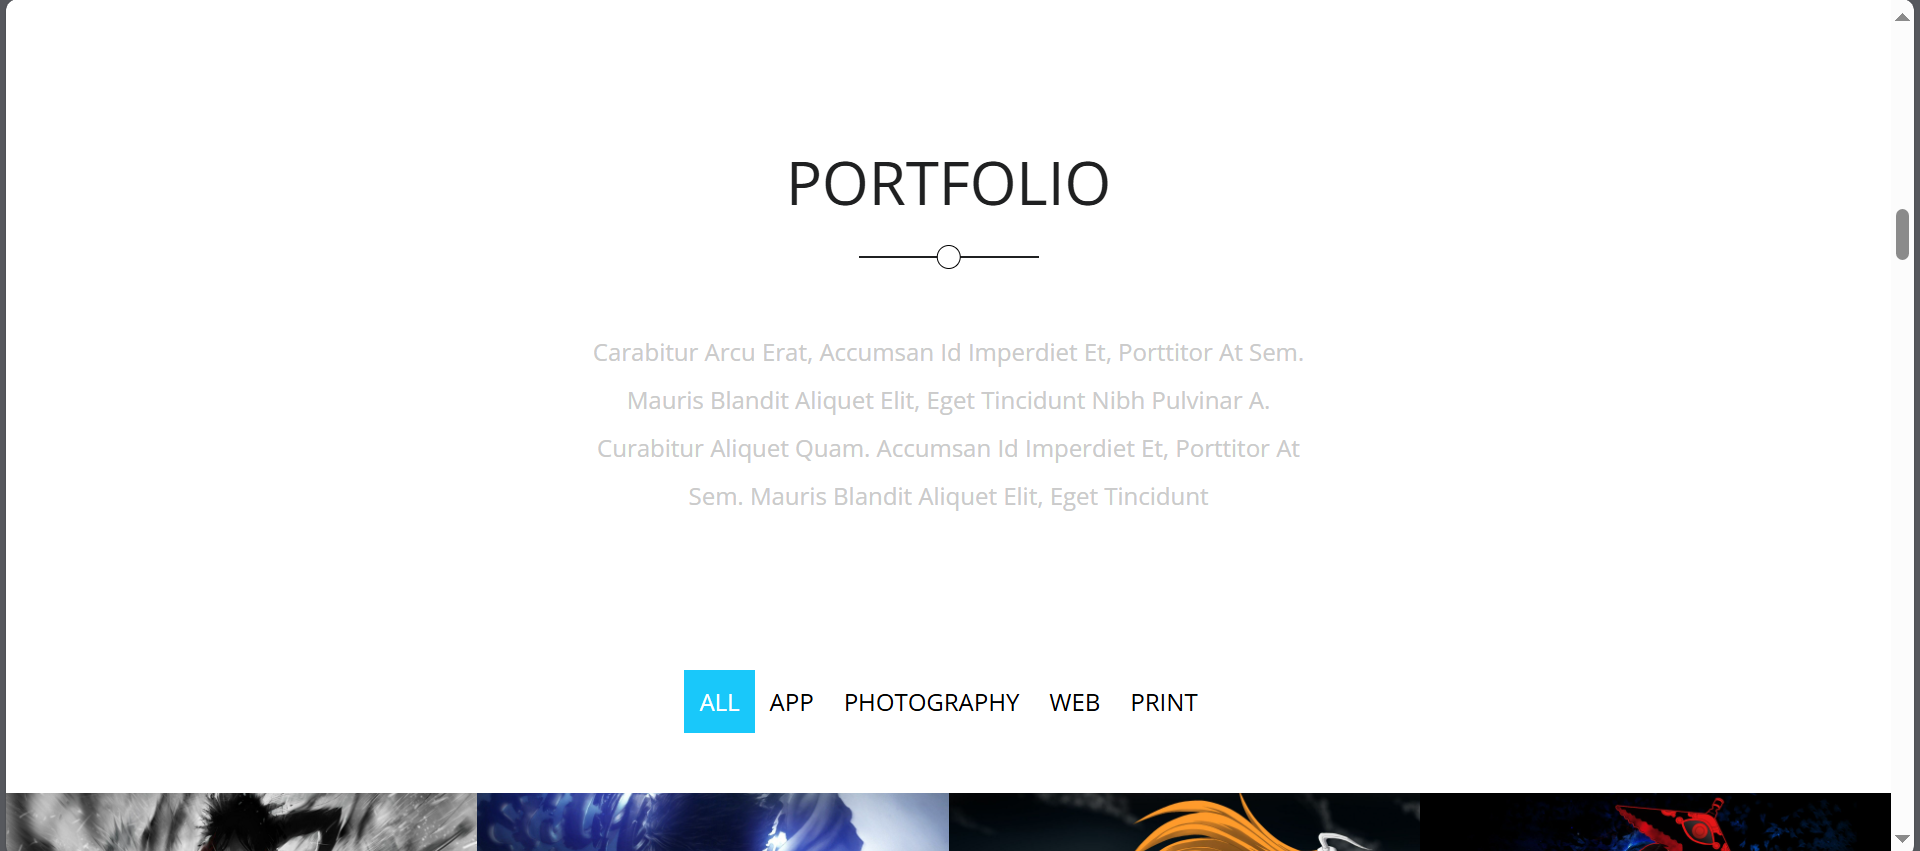 PORTFOLIO
Carabitur Arcu Erat, Accumsan Id Imperdiet Et, Porttitor At Sem.
Mauris Blandit Aliquet Elit, Eget Tincidunt Nibh Pulvinar A.
Curabitur Aliquet Quam. Accumsan Id Imperdiet Et, Porttitor At
Sem. Mauris Blandit Aliquet Elit, Eget Tincidunt
ALL APP PHOTOGRAPHY WEB PRINT